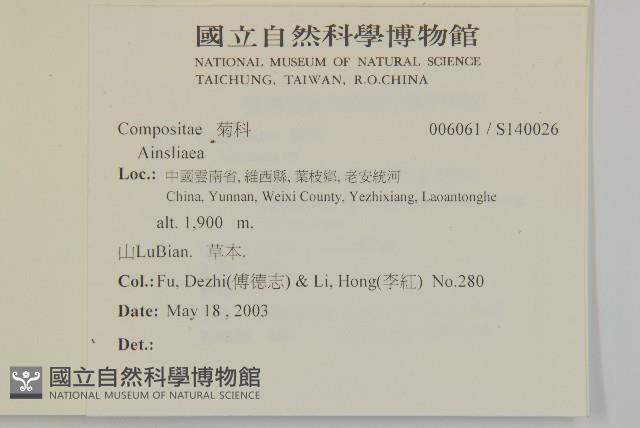 國立自然科學博物館
NATIONAL MUSEUM OF NATURAL SCIENCE
TAICHUNG, TAIWAN, R.O.CHINA
Compositae 菊科 006061 / S140026
Ainsliaea
Loc.: 中國雲南省, 維西縣, 葉枝鄉, 老安統河
China, Yunnan, Weixi County, Yezhixiang, Laoantonghe
alt. 1,900 m.
山LuBian. 草本.
Col.:Fu, Dezhi(傅德志) & Li, Hong(李紅) No.280
Date: May 18 , 2003
Det.:
國立自然科學博物館
NATIONAL MUSEUM OF NATURAL SCIENCE